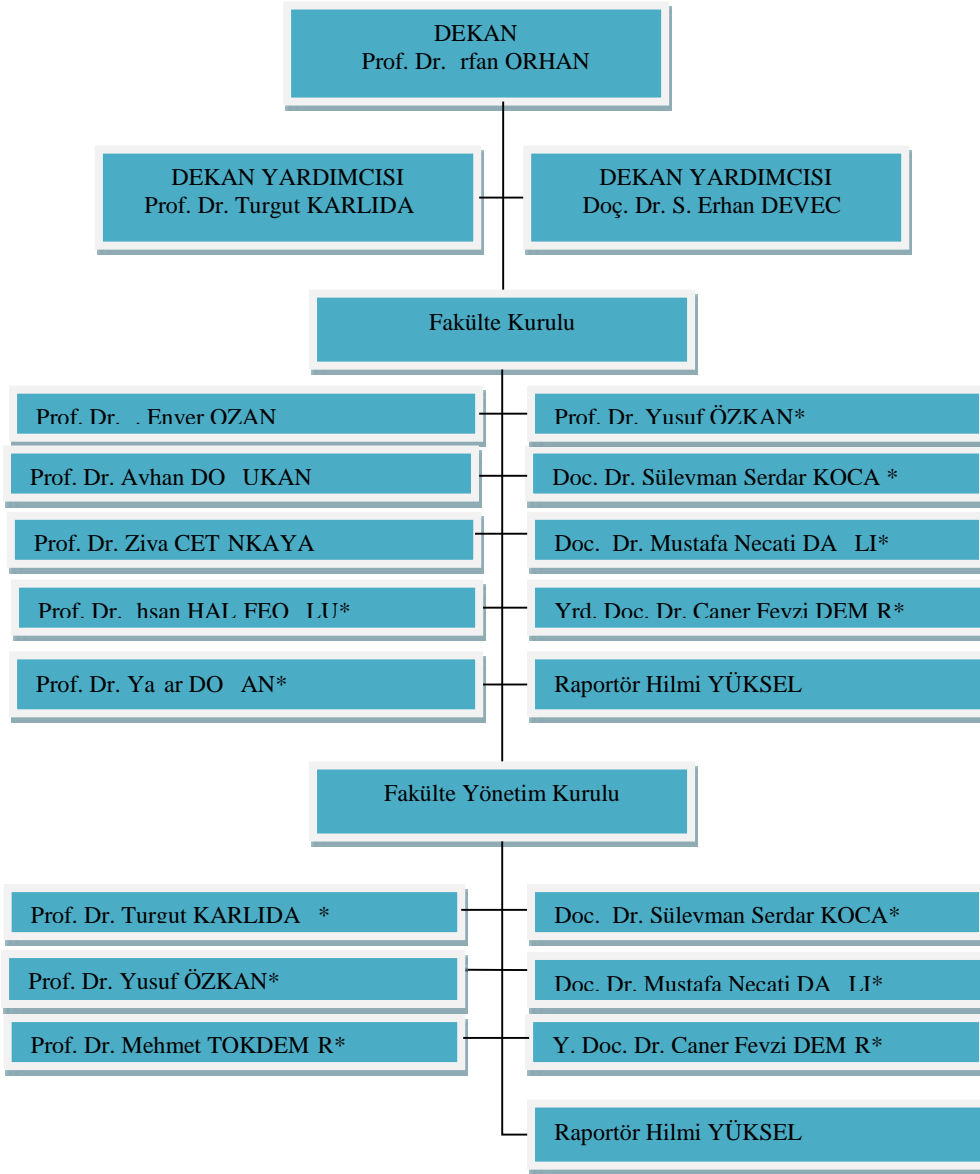 DEKAN
Prof. Dr. rfan ORHAN
DEKAN YARDIMCISI
Prof. Dr. Turgut KARLIDA
DEKAN YARDIMCISI
Doç. Dr. S. Erhan DEVEC
Fakülte Kurulu
Prof. Dr. . Enver OZAN
Prof. Dr. Yusuf ÖZKAN*
Prof. Dr. Ayhan DO UKAN
Doç. Dr. Süleyman Serdar KOCA *
Prof. Dr. Ziya ÇET NKAYA
Doç. Dr. Mustafa Necati DA LI*
Prof. Dr. hsan HAL FEO LU*
Yrd. Doç. Dr. Caner Feyzi DEM R*
Prof. Dr. Ya ar DO AN*
Raportör Hilmi YÜKSEL
Fakülte Yönetim Kurulu
Prof. Dr. Turgut KARLIDA *
Doç. Dr. Süleyman Serdar KOCA*
Prof. Dr. Yusuf ÖZKAN*
Doç. Dr. Mustafa Necati DA LI*
Prof. Dr. Mehmet TOKDEM R*
Y. Doç. Dr. Caner Feyzi DEM R*
Raportör Hilmi YÜKSEL